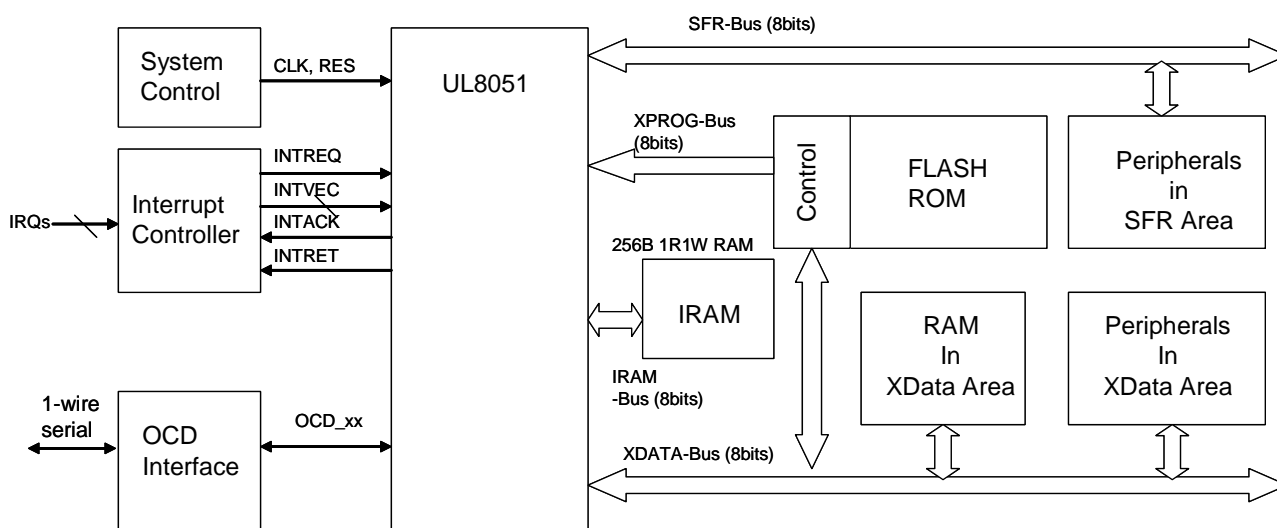 System
Control
CLK, RES
UL8051
SFR-Bus (8bits)
XPROG-Bus
(8bits)
Control
FLASH
ROM
Peripherals
in
SFR Area
IRQs
Interrupt
Controller
INTREQ
INTVEC
INTACK
INTRET
256B 1R1W RAM
IRAM
IRAM
-Bus (8bits)
RAM
In
XData Area
Peripherals
In
XData Area
1-wire
serial
OCD
Interface
OCD_xx
XDATA-Bus (8bits)